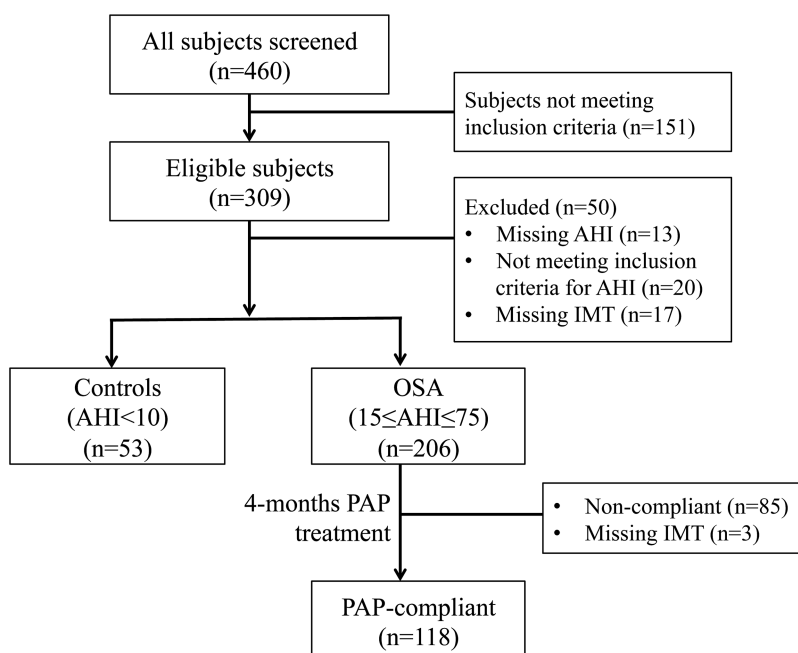 All subjects screened
(n=460)
Subjects not meeting
inclusion criteria (n=151)
Eligible subjects
(n=309)
Excluded (n=50)
• Missing AHI (n=13)
• Not meeting inclusion
criteria for AHI (n=20)
• Missing IMT (n=17)
Controls
(AHI<10)
(n=53)
OSA
(15≤AHI≤75)
(n=206)
4-months PAP
treatment
• Non-compliant (n=85)
• Missing IMT (n=3)
PAP-compliant
(n=118)